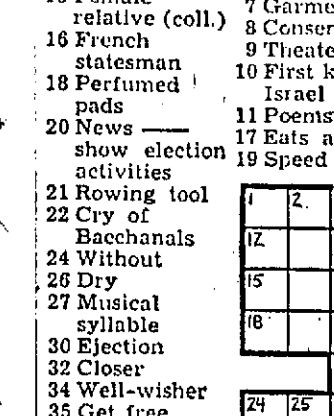 relative (coll.)
16 French
statesman
18 Perfumed
pads
20 News ——
show election
activities
21 Rowing tool
22 Cry of
Bacchanals
24 Without
26 Dry
27 Musical
syllable
30 Ejection
32 Closer
34 Well-wisher
35 Get free
7 Garme
8 Conser
9 Theate
10 First k
Israel
11 Poems
17 Eats a
19 Speed
1 2
12
15
18
24 25